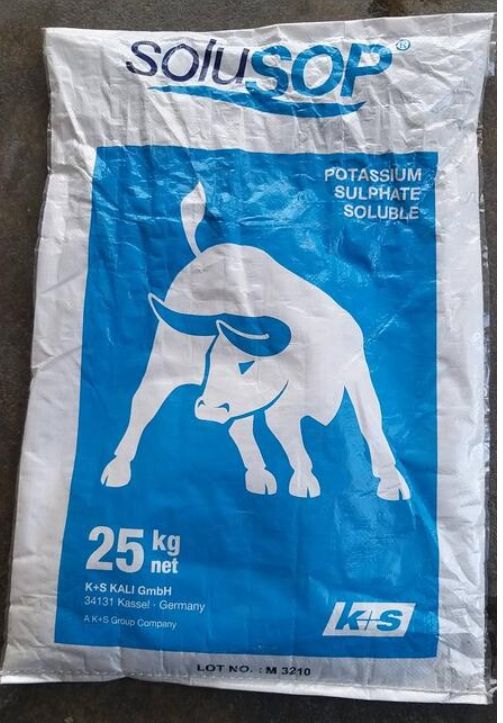 soluSOP®
POTASSIUM
SULPHATE
SOLUBLE
25 kg
net
K+S KALI GmbH
34131 Kassel · Germany
A K+S Group Company
K+S
LOT NO. : M 3210